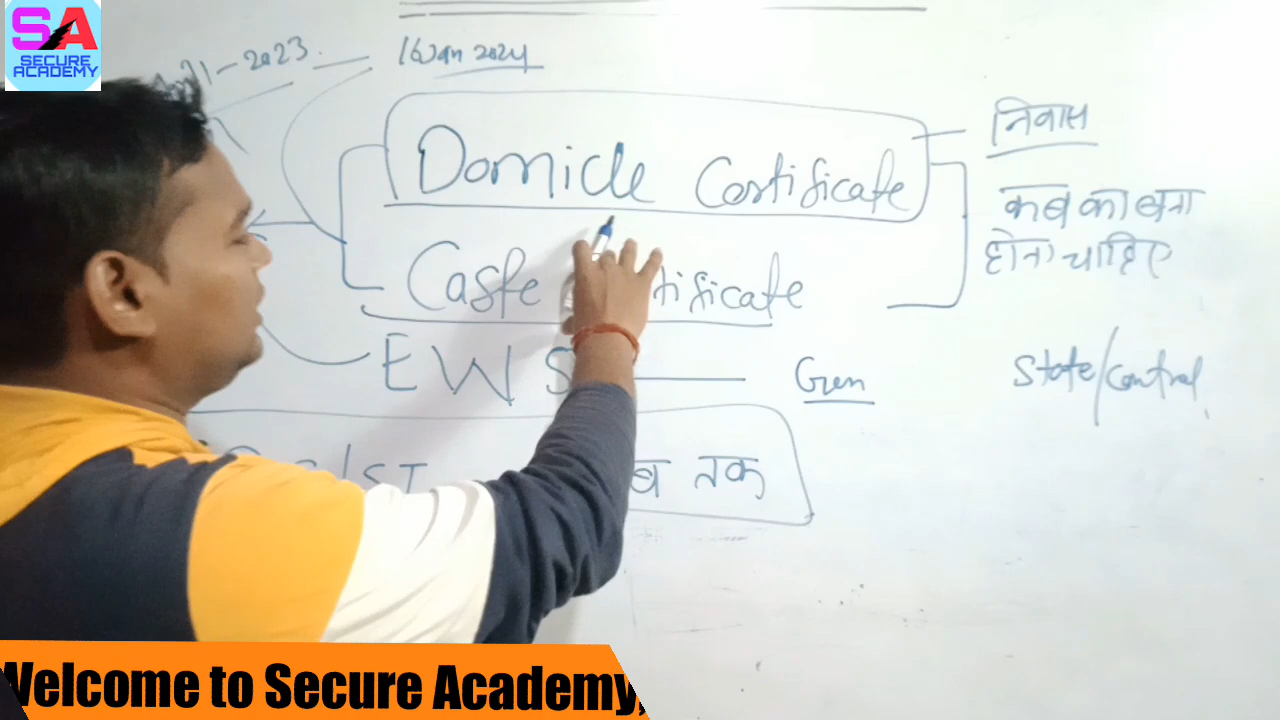 SA
SECURE
ACADEMY
2023. 16 Jan 2024
Domicle Certificate
निवास
कब का बना
होना चाहिए
Caste tificate
EWS Gen
State/Central
/ST ब तक
Welcome to Secure Academy,